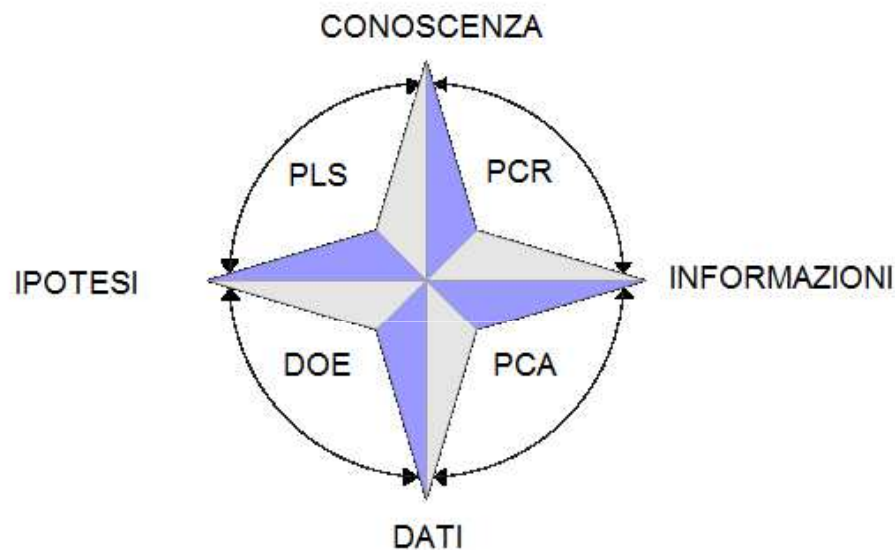 CONOSCENZA
PLS
PCR
IPOTESI
INFORMAZIONI
DOE
PCA
DATI